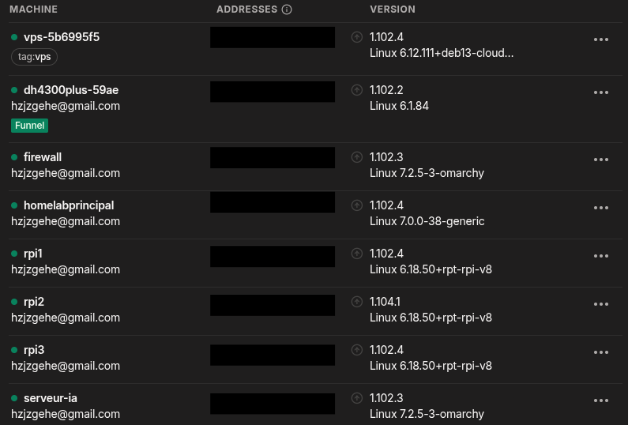 MACHINE ADDRESSES VERSION
vps-5b6995f5 1.102.4
tag:vps Linux 6.12.111+deb13-cloud...
dh4300plus-59ae 1.102.2
hzjzgehe@gmail.com Linux 6.1.84
Funnel
firewall 1.102.3
hzjzgehe@gmail.com Linux 7.2.5-3-omarchy
homelabprincipal 1.102.4
hzjzgehe@gmail.com Linux 7.0.0-38-generic
rpi1 1.102.4
hzjzgehe@gmail.com Linux 6.18.50+rpt-rpi-v8
rpi2 1.104.1
hzjzgehe@gmail.com Linux 6.18.50+rpt-rpi-v8
rpi3 1.102.4
hzjzgehe@gmail.com Linux 6.18.50+rpt-rpi-v8
serveur-ia 1.102.3
hzjzgehe@gmail.com Linux 7.2.5-3-omarchy